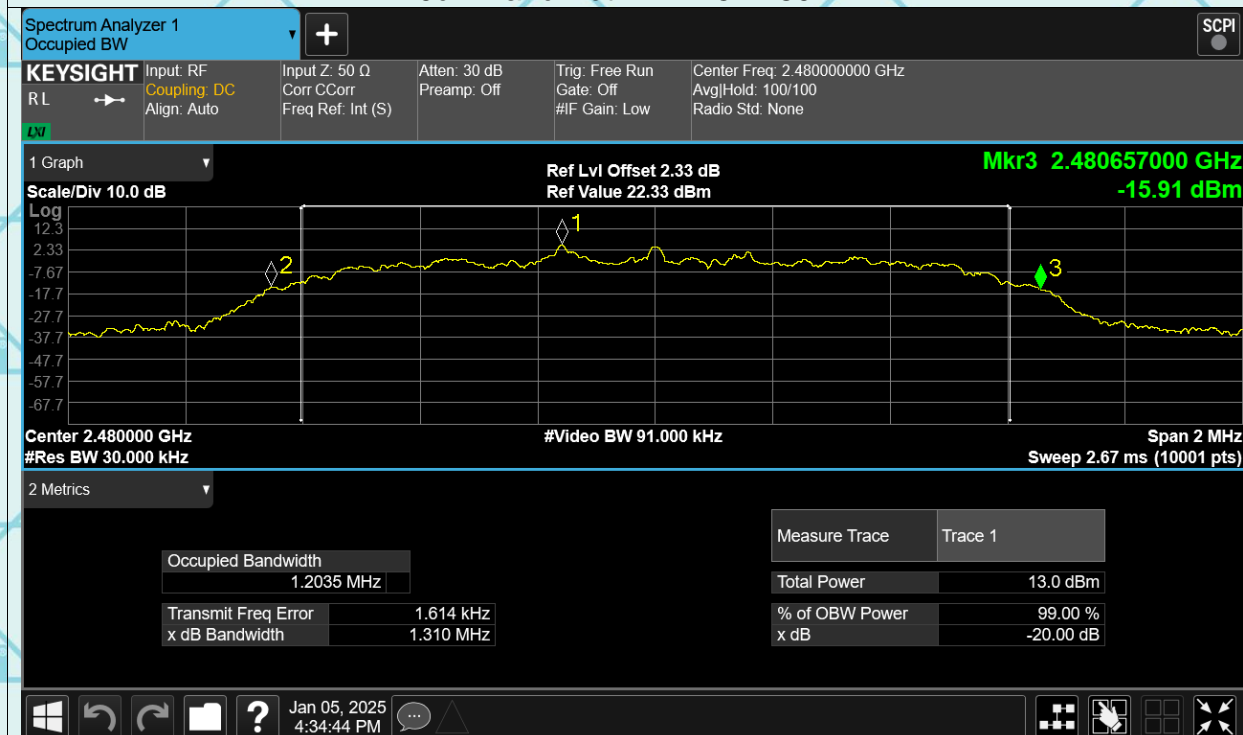 Spectrum Analyzer 1
Occupied BW
+
SCPI
KEYSIGHT
R L
LXI
Input: RF
Coupling: DC
Align: Auto
Input Z: 50 Ω
Corr CCorr
Freq Ref: Int (S)
Atten: 30 dB
Preamp: Off
Trig: Free Run
Gate: Off
#IF Gain: Low
Center Freq: 2.480000000 GHz
Avg|Hold: 100/100
Radio Std: None
1 Graph
Scale/Div 10.0 dB
Ref Lvl Offset 2.33 dB
Ref Value 22.33 dBm
Mkr3 2.480657000 GHz
-15.91 dBm
Log
12.3
2.33
-7.67
-17.7
-27.7
-37.7
-47.7
-57.7
-67.7
1
2
3
Center 2.480000 GHz
#Video BW 91.000 kHz
Span 2 MHz
#Res BW 30.000 kHz
Sweep 2.67 ms (10001 pts)
2 Metrics
Occupied Bandwidth
1.2035 MHz
Transmit Freq Error 1.614 kHz
x dB Bandwidth 1.310 MHz
Measure Trace Trace 1
Total Power 13.0 dBm
% of OBW Power 99.00 %
x dB -20.00 dB
?
Jan 05, 2025
4:34:44 PM